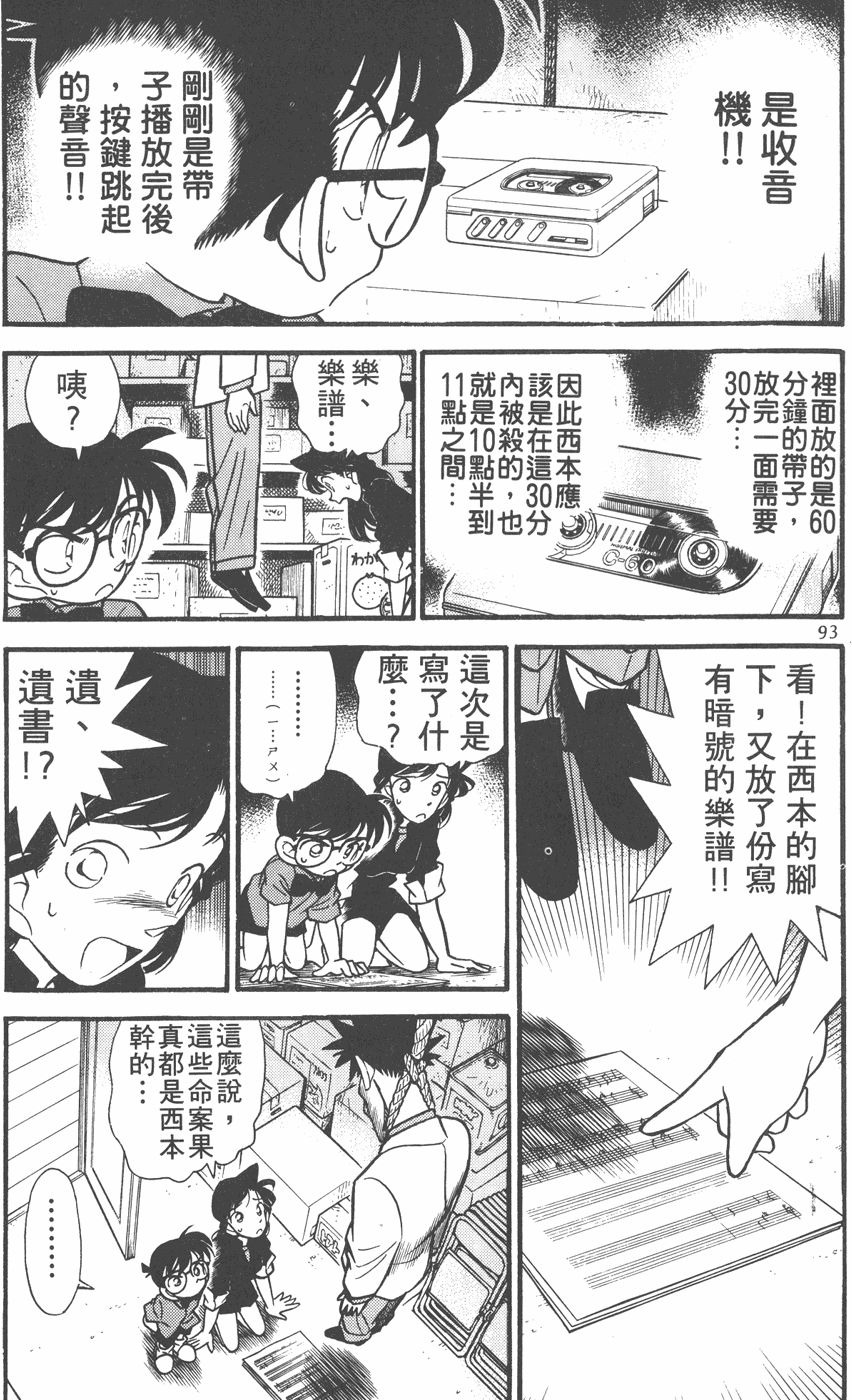 是收音
機!!
剛剛是帶
子播放完後
，按鍵跳起
的聲音!!
裡面放的是60
分鐘的帶子，
放完一面需要
30分…
C-60
因此西本應
該是在這30分
內被殺的，也
就是10點半到
11點之間…
樂、
樂譜…
わか
咦？
93
看！在西本的腳
下，又放了份寫
有暗號的樂譜!!
這次是
寫了什
麼…？
………
……（ㄧ…ㄕㄨ）
遺、
遺書!?
這麼說，
這些命案果
真都是西本
幹的…
………